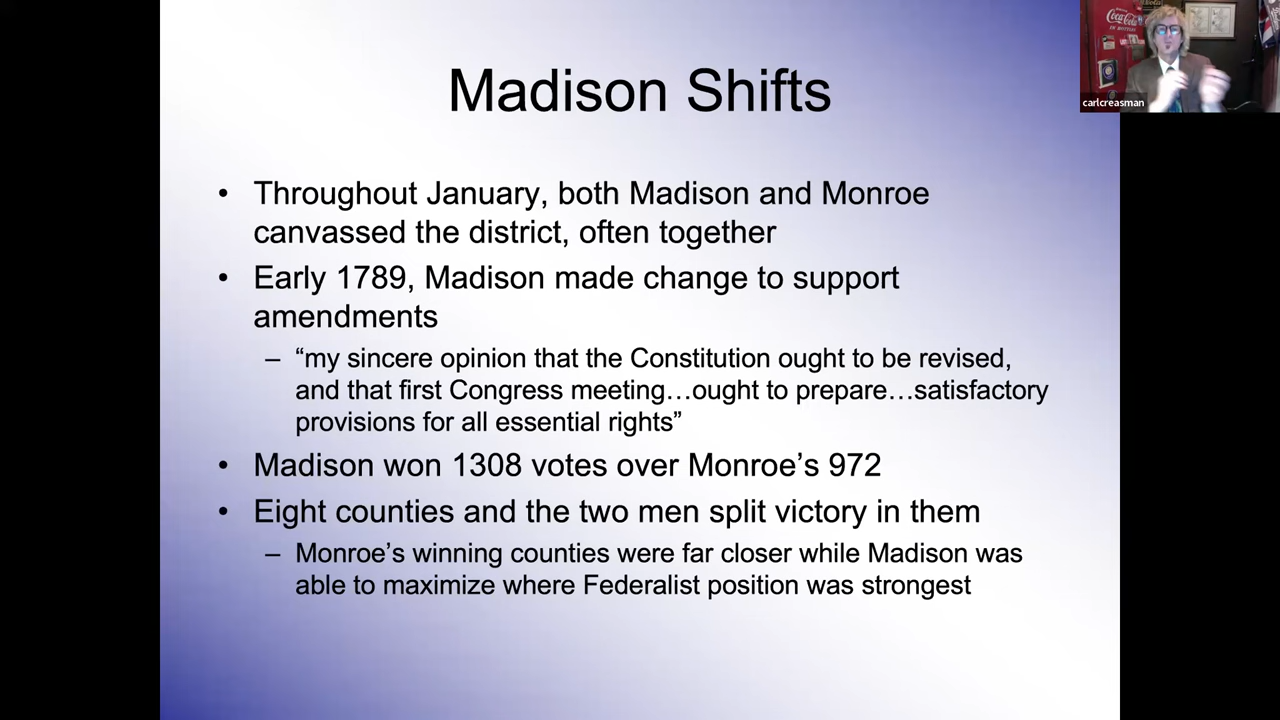 Madison Shifts
• Throughout January, both Madison and Monroe
canvassed the district, often together
• Early 1789, Madison made change to support
amendments
– “my sincere opinion that the Constitution ought to be revised,
and that first Congress meeting…ought to prepare…satisfactory
provisions for all essential rights”
• Madison won 1308 votes over Monroe’s 972
• Eight counties and the two men split victory in them
– Monroe’s winning counties were far closer while Madison was
able to maximize where Federalist position was strongest
Coca-Cola
carlcreasman